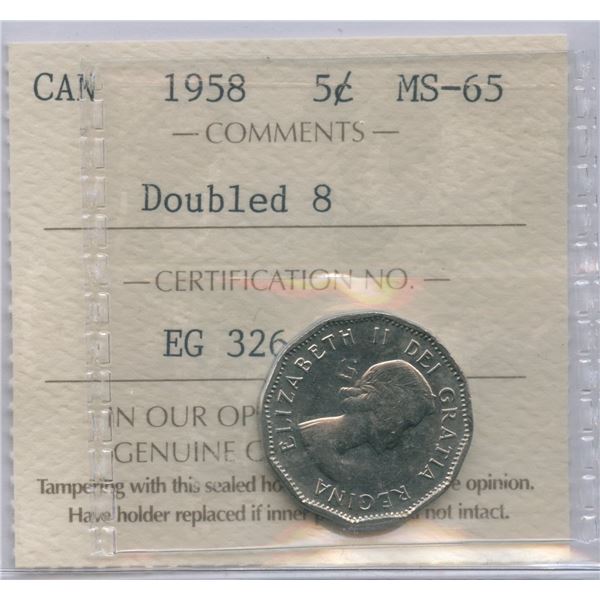 CAN 1958 5¢ MS-65
— COMMENTS —
Doubled 8
— CERTIFICATION NO. —
EG 326
IN OUR OP
GENUINE
Tampering with this sealed opinion.
Have holder replaced if inner not intact.
ELIZABETH II DEI GRATIA REGINA